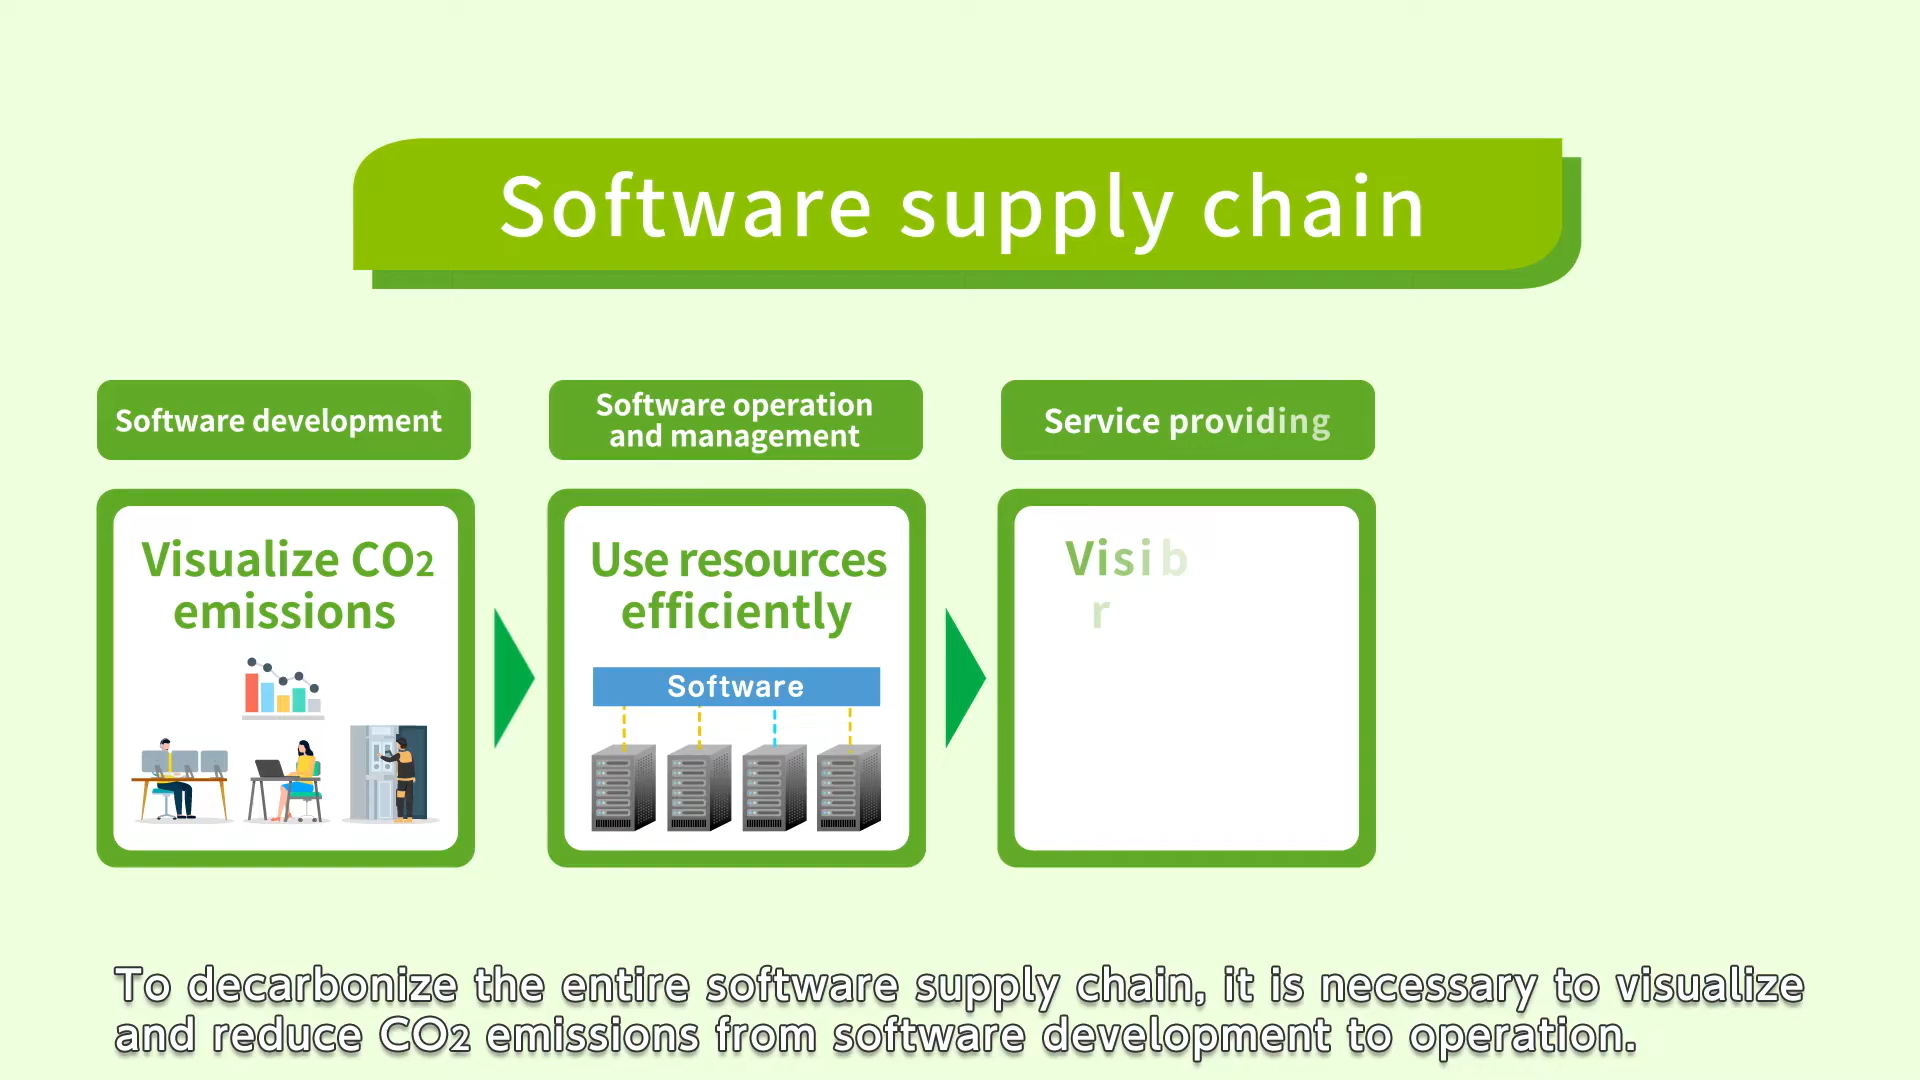 Software supply chain
Software development
Software operation
and management
Service providing
Visualize CO2
emissions
Use resources
efficiently
Software
Visib
r
To decarbonize the entire software supply chain, it is necessary to visualize
and reduce CO2 emissions from software development to operation.